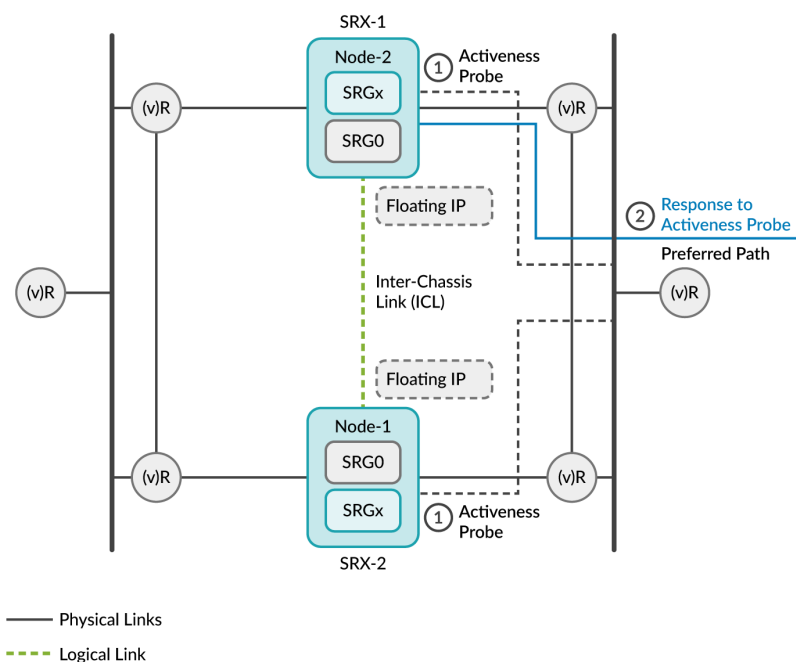 SRX-1
Node-2
SRGx
SRG0
1
Activeness
Probe
(v)R
(v)R
Floating IP
2
Response to
Activeness Probe
Preferred Path
(v)R
Inter-Chassis
Link (ICL)
(v)R
Floating IP
Node-1
SRG0
SRGx
(v)R
(v)R
1
Activeness
Probe
SRX-2
Physical Links
Logical Link